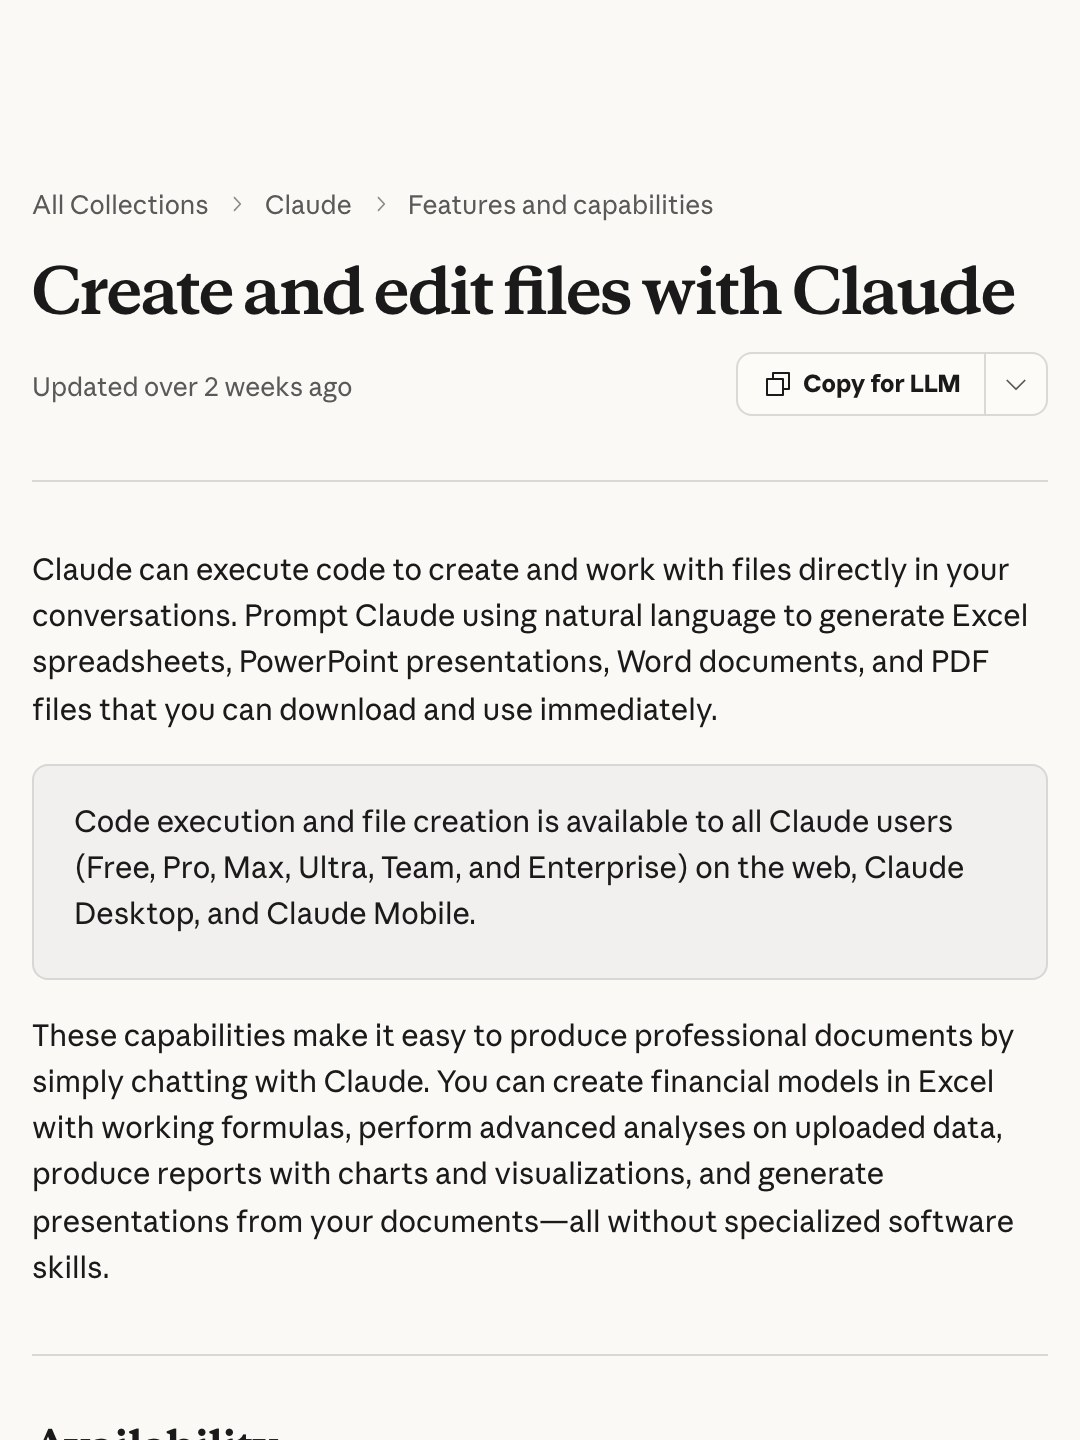 All Collections > Claude > Features and capabilities
Create and edit files with Claude
Updated over 2 weeks ago
Copy for LLM
Claude can execute code to create and work with files directly in your
conversations. Prompt Claude using natural language to generate Excel
spreadsheets, PowerPoint presentations, Word documents, and PDF
files that you can download and use immediately.
Code execution and file creation is available to all Claude users
(Free, Pro, Max, Ultra, Team, and Enterprise) on the web, Claude
Desktop, and Claude Mobile.
These capabilities make it easy to produce professional documents by
simply chatting with Claude. You can create financial models in Excel
with working formulas, perform advanced analyses on uploaded data,
produce reports with charts and visualizations, and generate
presentations from your documents—all without specialized software
skills.
Availability